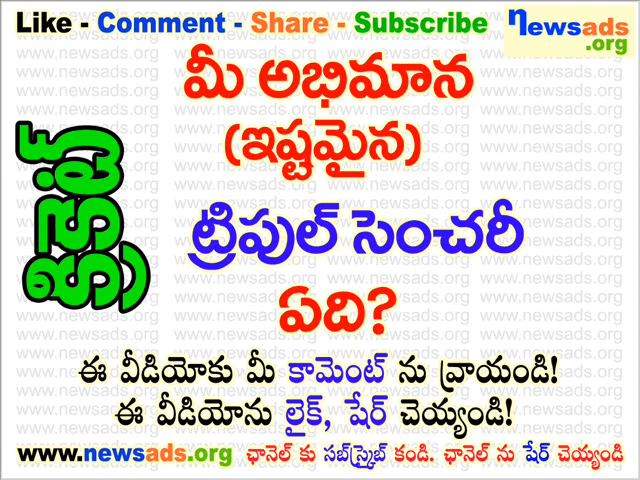 Like - Comment - Share - Subscribe
newsads
.org
మీ అభిమాన
(ఇష్టమైన)
క్రికెట్
ట్రిపుల్ సెంచరీ
ఏది?
ఈ వీడియోకు మీ కామెంట్ ను వ్రాయండి!
ఈ వీడియోను లైక్, షేర్ చెయ్యండి!
www.newsads.org ఛానెల్ కు సబ్‌స్క్రైబ్ కండి. ఛానెల్ ను షేర్ చెయ్యండి